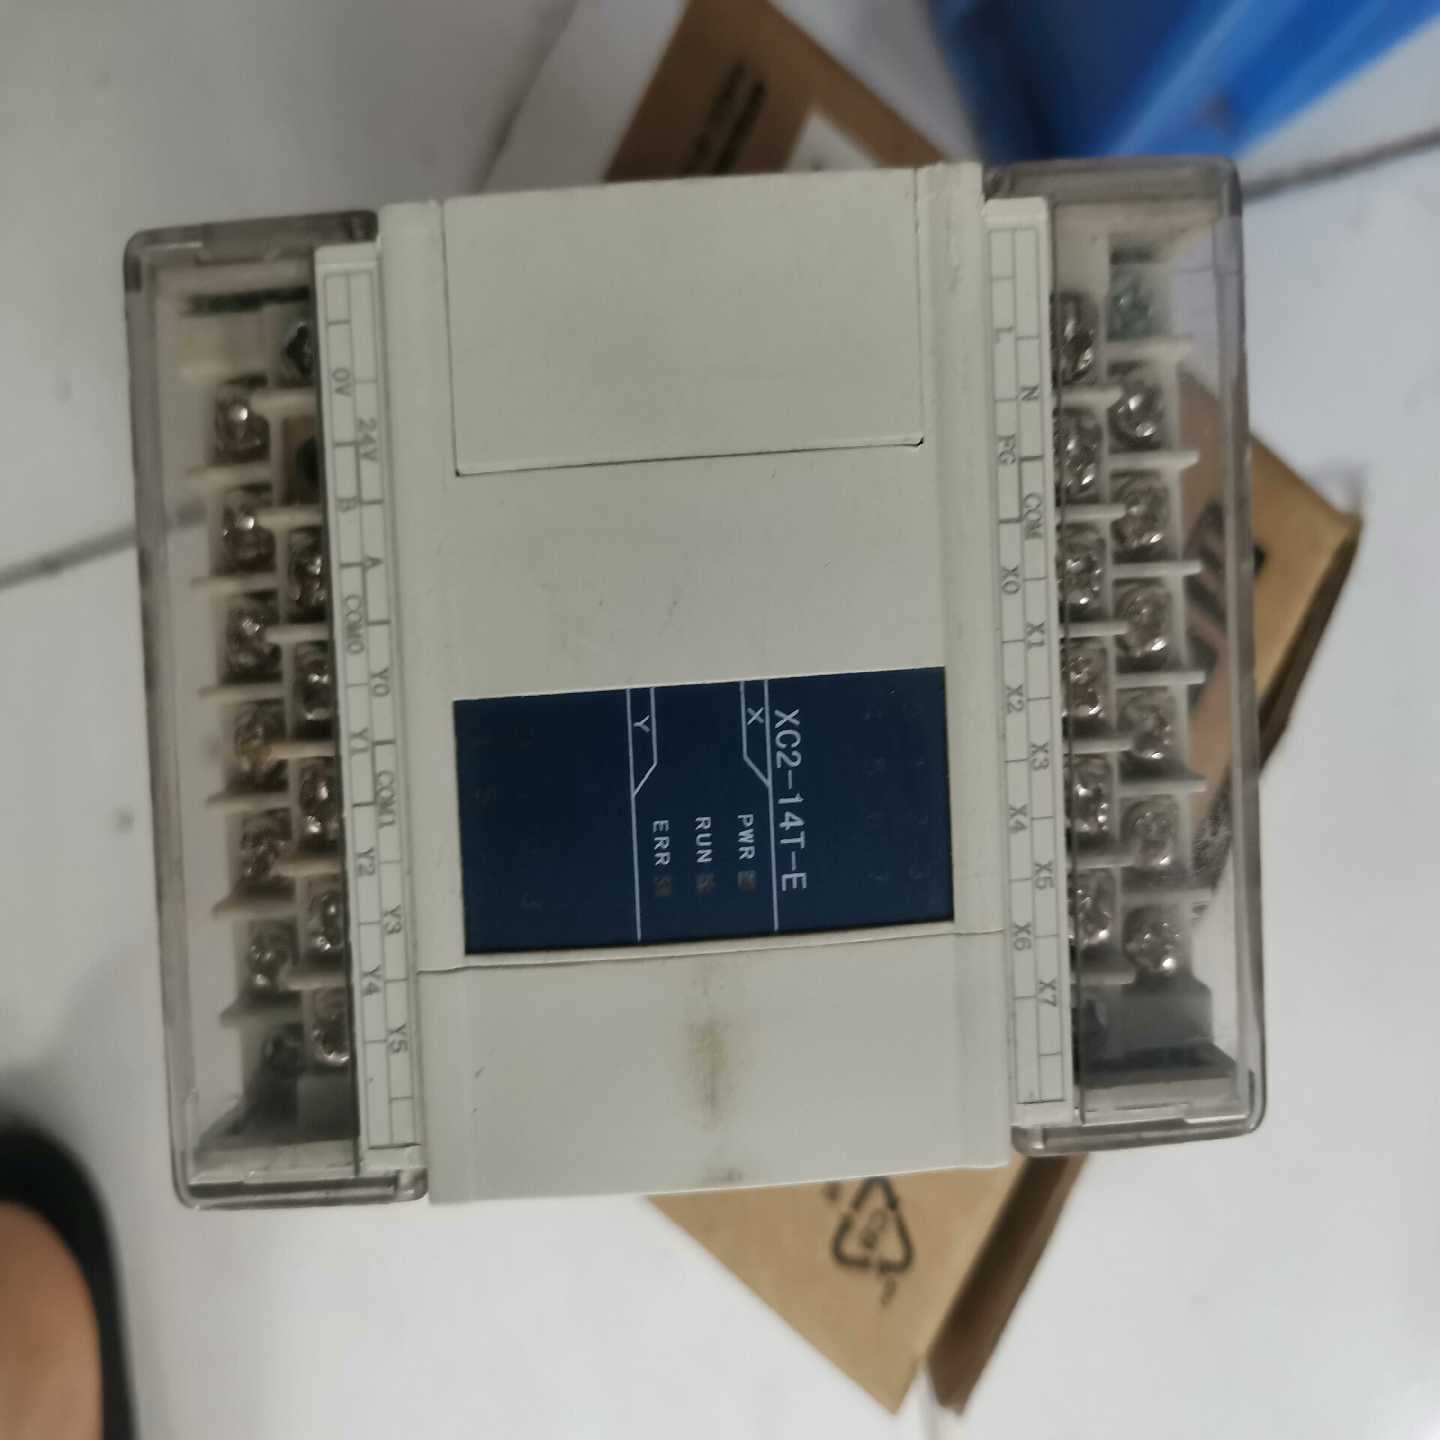 L
N
FG
COM
X0
X1
X2
X3
X4
X5
X6
X7
XC2-14T-E
X
PWR
RUN
Y
ERR
0V
24V
B
A
COM0
Y0
Y1
COM1
Y2
Y3
Y4
Y5